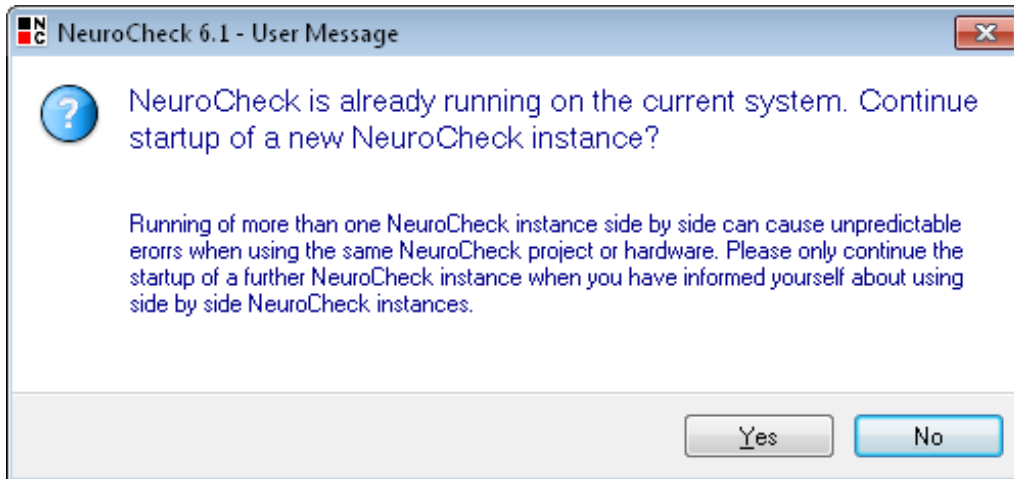 NeuroCheck 6.1 - User Message
NeuroCheck is already running on the current system. Continue
startup of a new NeuroCheck instance?
Running of more than one NeuroCheck instance side by side can cause unpredictable
erorrs when using the same NeuroCheck project or hardware. Please only continue the
startup of a further NeuroCheck instance when you have informed yourself about using
side by side NeuroCheck instances.
Yes
No